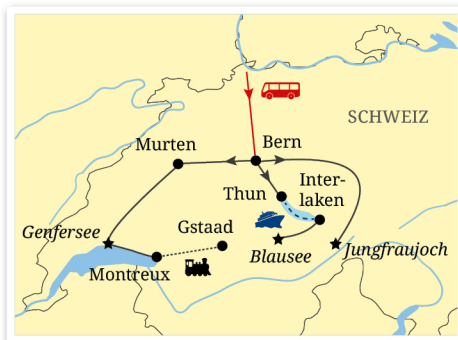 SCHWEIZ
Murten
Bern
Thun
Inter-
laken
Genfersee
Gstaad
Blausee
Jungfraujoch
Montreux